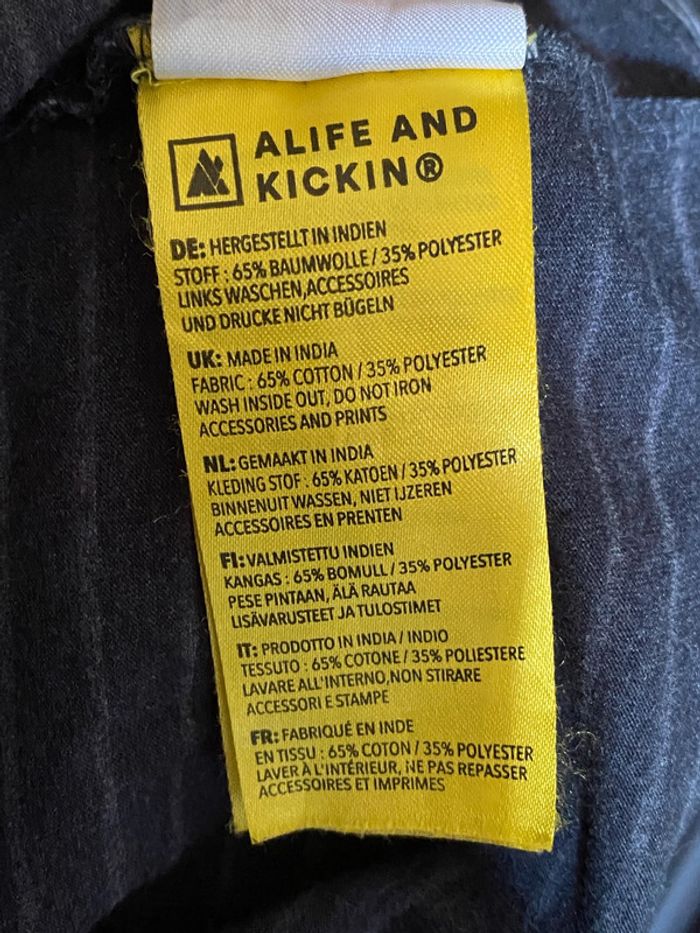 ALIFE AND
KICKIN®
DE: HERGESTELLT IN INDIEN
STOFF : 65% BAUMWOLLE / 35% POLYESTER
LINKS WASCHEN,ACCESSOIRES
UND DRUCKE NICHT BÜGELN
UK: MADE IN INDIA
FABRIC : 65% COTTON / 35% POLYESTER
WASH INSIDE OUT, DO NOT IRON
ACCESSORIES AND PRINTS
NL: GEMAAKT IN INDIA
KLEDING STOF : 65% KATOEN / 35% POLYESTER
BINNENUIT WASSEN, NIET IJZEREN
ACCESSOIRES EN PRENTEN
FI: VALMISTETTU INDIEN
KANGAS : 65% BOMULL / 35% POLYESTER
PESE PINTAAN, ÄLÄ RAUTAA
LISÄVARUSTEET JA TULOSTIMET
IT: PRODOTTO IN INDIA / INDIO
TESSUTO : 65% COTONE / 35% POLIESTERE
LAVARE ALL'INTERNO,NON STIRARE
ACCESSORI E STAMPE
FR: FABRIQUÉ EN INDE
EN TISSU : 65% COTON / 35% POLYESTER
LAVER À L'INTÉRIEUR, NE PAS REPASSER
ACCESSOIRES ET IMPRIMES